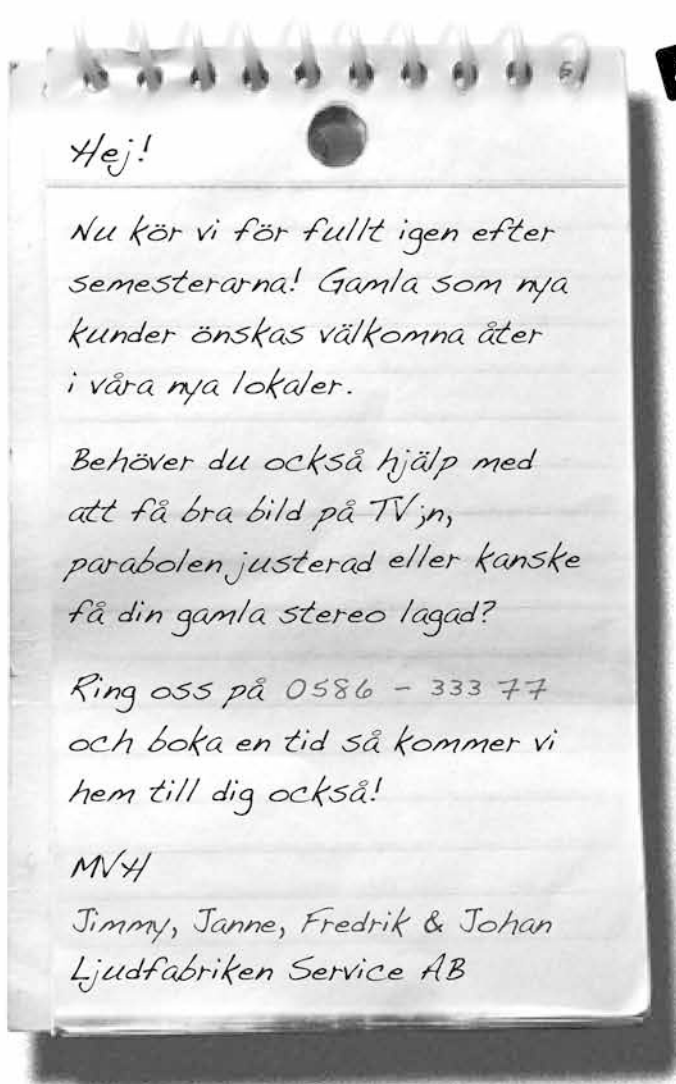 Hej!
Nu kör vi för fullt igen efter
semesterarna! Gamla som nya
kunder önskas välkomna åter
i våra nya lokaler.
Behöver du också hjälp med
att få bra bild på TV;n,
parabolen justerad eller kanske
få din gamla stereo lagad?
Ring oss på 0586 - 333 77
och boka en tid så kommer vi
hem till dig också!
MVH
Jimmy, Janne, Fredrik & Johan
Ljudfabriken Service AB